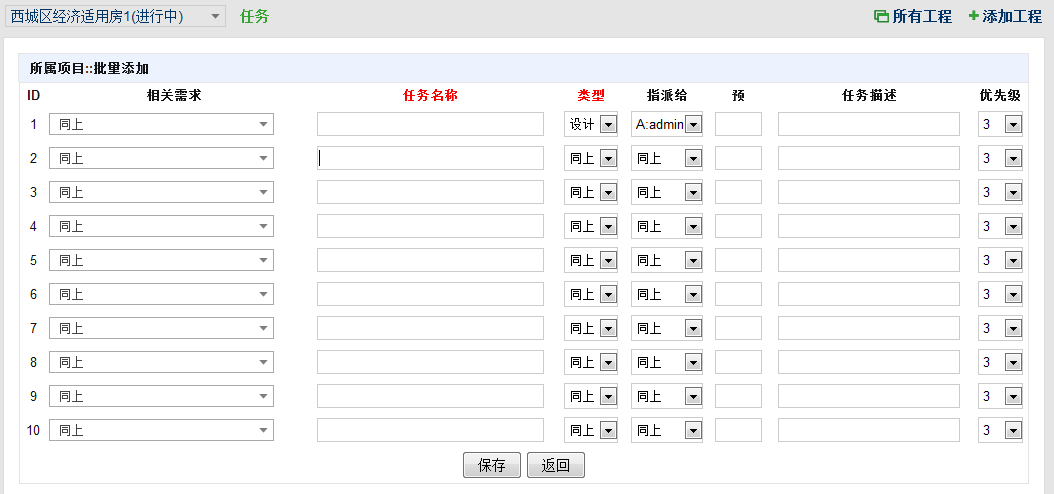 西城区经济适用房1(进行中) 任务 所有工程 添加工程
所属项目::批量添加
ID 相关需求 任务名称 类型 指派给 预 任务描述 优先级
1 同上 设计 A:admin 3
2 同上 同上 同上 3
3 同上 同上 同上 3
4 同上 同上 同上 3
5 同上 同上 同上 3
6 同上 同上 同上 3
7 同上 同上 同上 3
8 同上 同上 同上 3
9 同上 同上 同上 3
10 同上 同上 同上 3
保存 返回